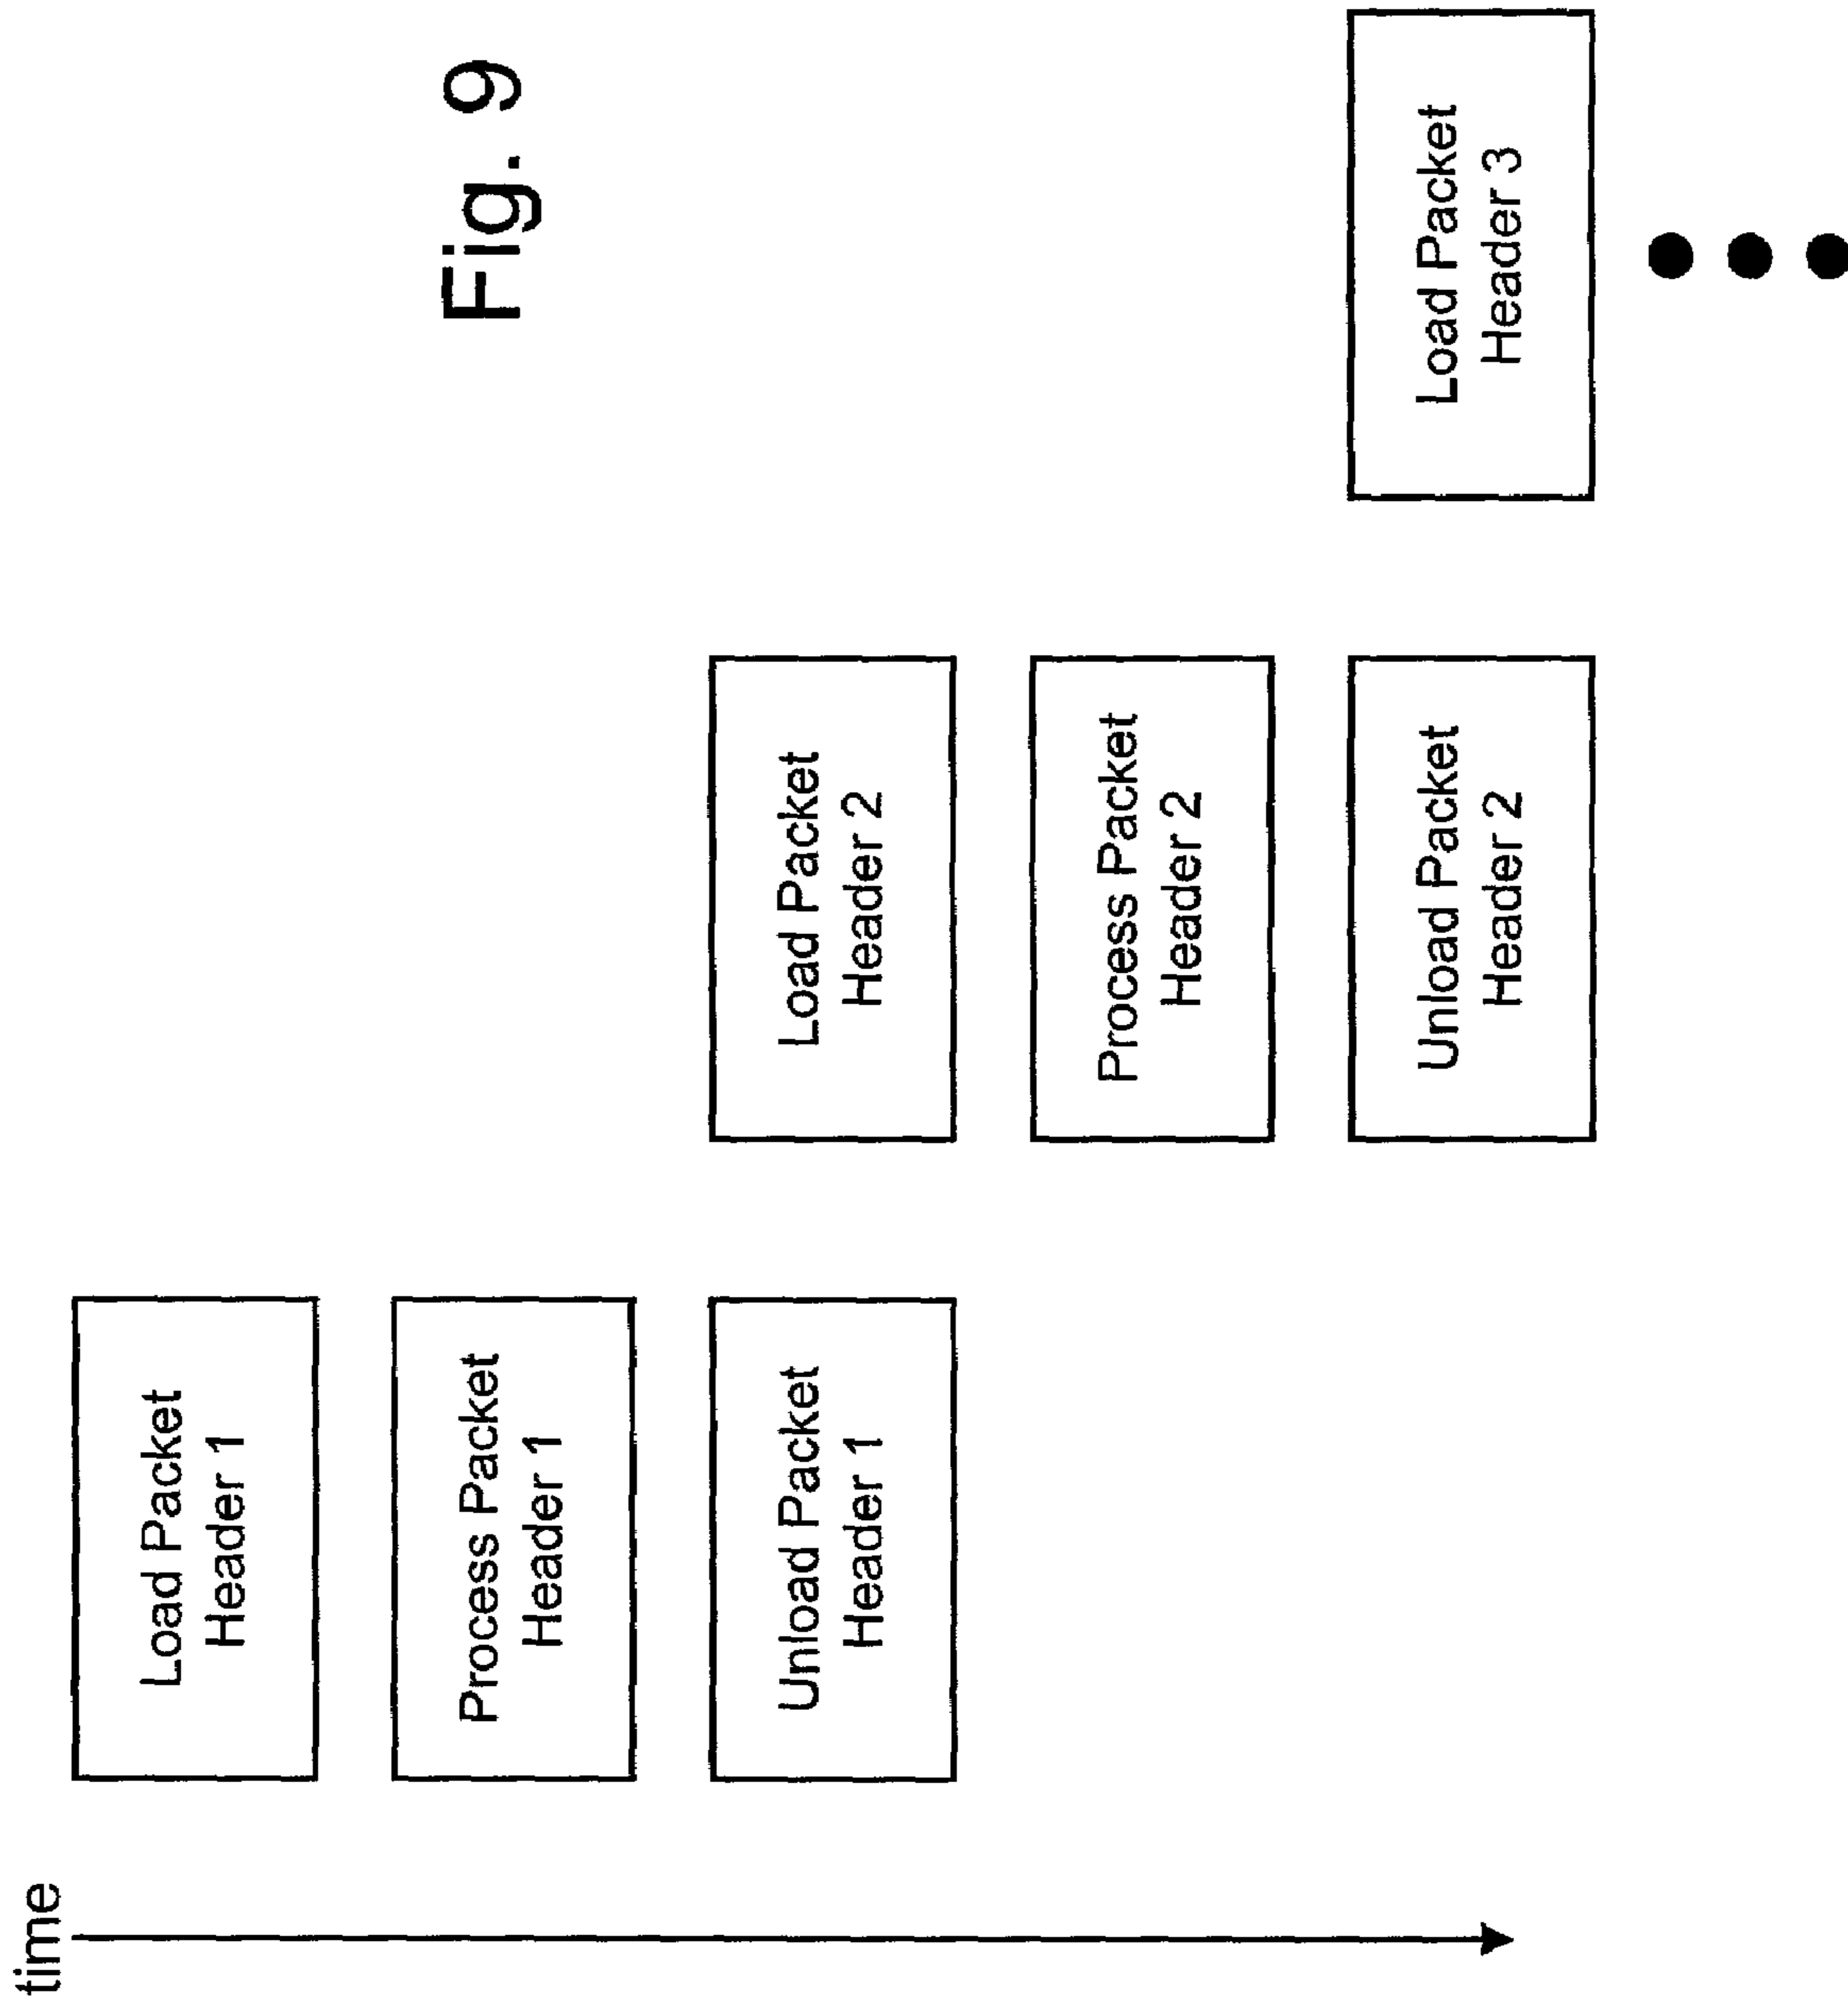 time
Load Packet
Header 1
Process Packet
Header 1
Unload Packet
Header 1
Load Packet
Header 2
Process Packet
Header 2
Unload Packet
Header 2
Load Packet
Header 3
Fig. 9